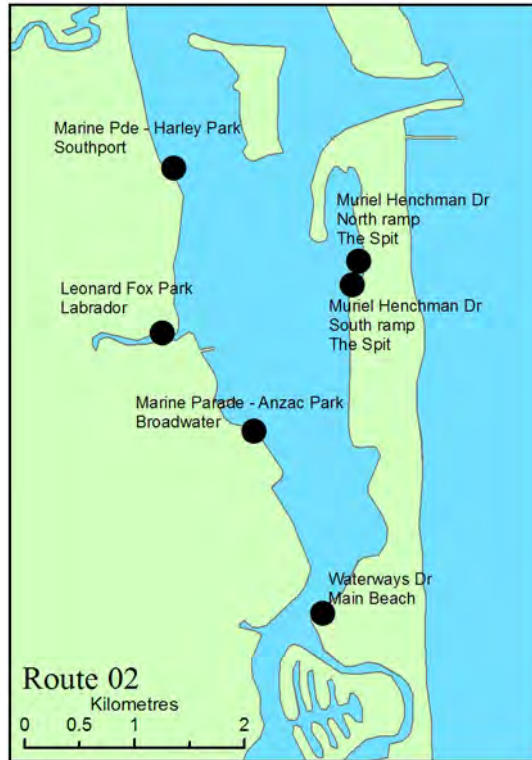 Marine Pde - Harley Park
Southport
Muriel Henchman Dr
North ramp
The Spit
Leonard Fox Park
Labrador
Muriel Henchman Dr
South ramp
The Spit
Marine Parade - Anzac Park
Broadwater
Waterways Dr
Main Beach
Route 02
Kilometres
0 0.5 1 2